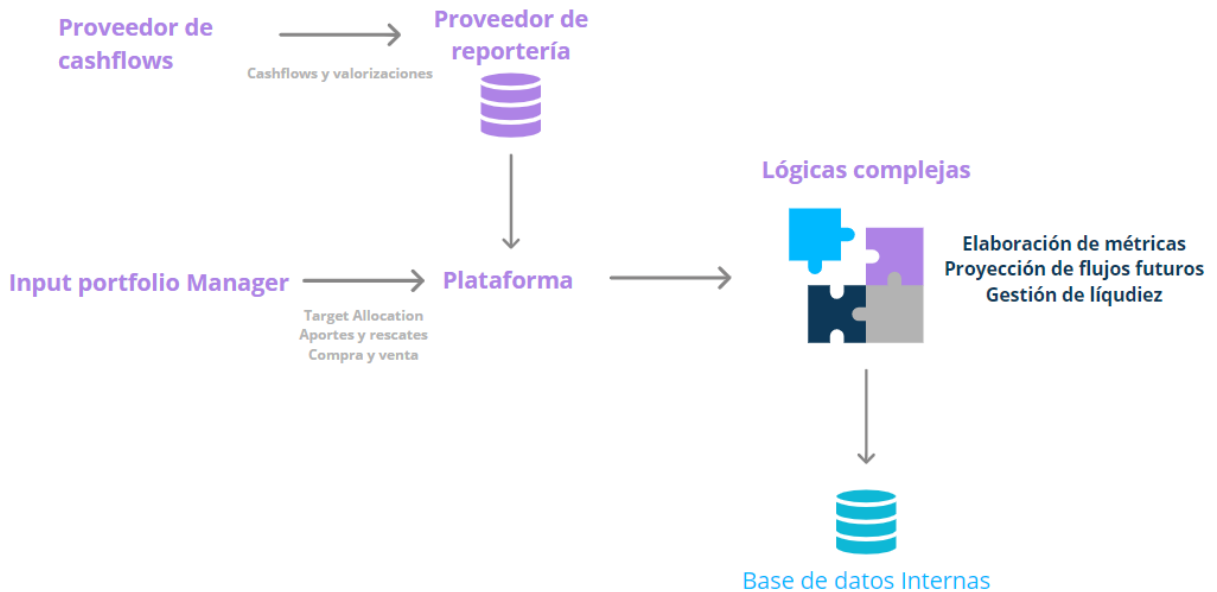 Proveedor de
cashflows
Cashflows y valorizaciones
Proveedor de
reportería
Lógicas complejas
Elaboración de métricas
Proyección de flujos futuros
Gestión de líqudiez
Input portfolio Manager
Target Allocation
Aportes y rescates
Compra y venta
Plataforma
Base de datos Internas